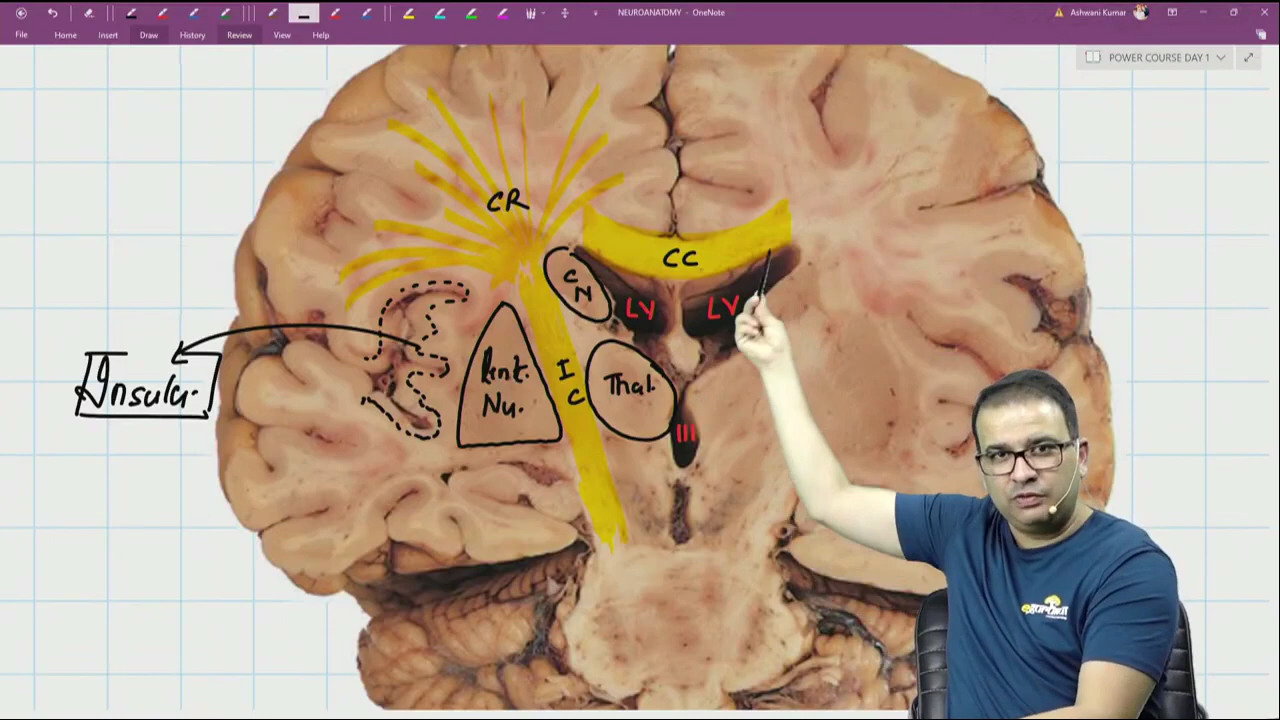 NEUROANATOMY - OneNote
Ashwani Kumar
File Home Insert Draw History Review View Help
POWER COURSE DAY 1
CR
CC
C
N
LV LV
I
C
Lent.
Nu.
Thal.
III
Insula.